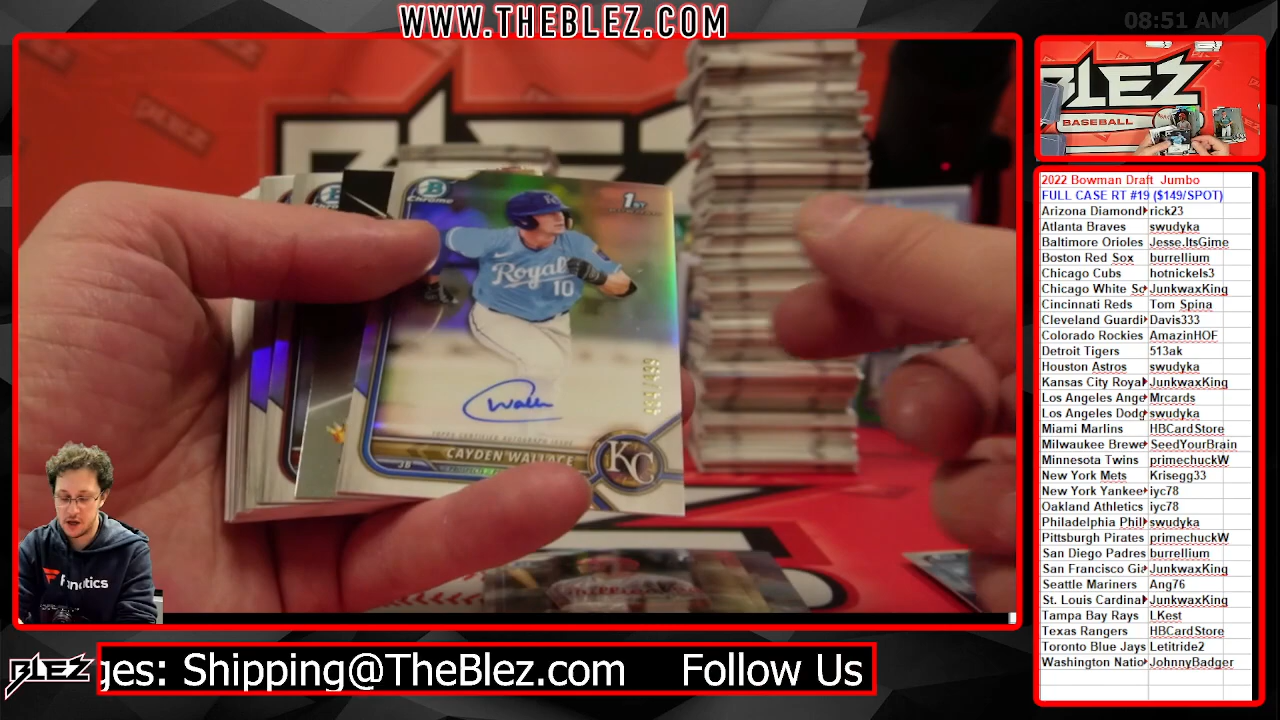 WWW.THEBLEZ.COM
08:51 AM
BLEZ
BASEBALL
2022 Bowman Draft Jumbo
FULL CASE RT #19 ($149/SPOT)
Arizona Diamond rick23
Atlanta Braves swudyka
Baltimore Orioles Jesse.ItsGime
Boston Red Sox burrellium
Chicago Cubs hotnickels3
Chicago White So JunkwaxKing
Cincinnati Reds Tom Spina
Cleveland Guardi Davis333
Colorado Rockies AmazinHOF
Detroit Tigers 513ak
Houston Astros swudyka
Kansas City Roya JunkwaxKing
Los Angeles Ange Mrcards
Los Angeles Dodg swudyka
Miami Marlins HBCardStore
Milwaukee Brewe SeedYourBrain
Minnesota Twins primechuckW
New York Mets Krisegg33
New York Yankee iyc78
Oakland Athletics iyc78
Philadelphia Phil swudyka
Pittsburgh Pirates primechuckW
San Diego Padres burrellium
San Francisco Gia JunkwaxKing
Seattle Mariners Ang76
St. Louis Cardina JunkwaxKing
Tampa Bay Rays LKest
Texas Rangers HBCardStore
Toronto Blue Jays Letitride2
Washington Natio JohnnyBadger
B
Chrome
1ST
Royals
10
CWall
TOPPS CERTIFIED AUTOGRAPH ISSUE
CAYDEN WALLACE
3B
KC
Fanatics
BLEZ
ges: Shipping@TheBlez.com Follow Us